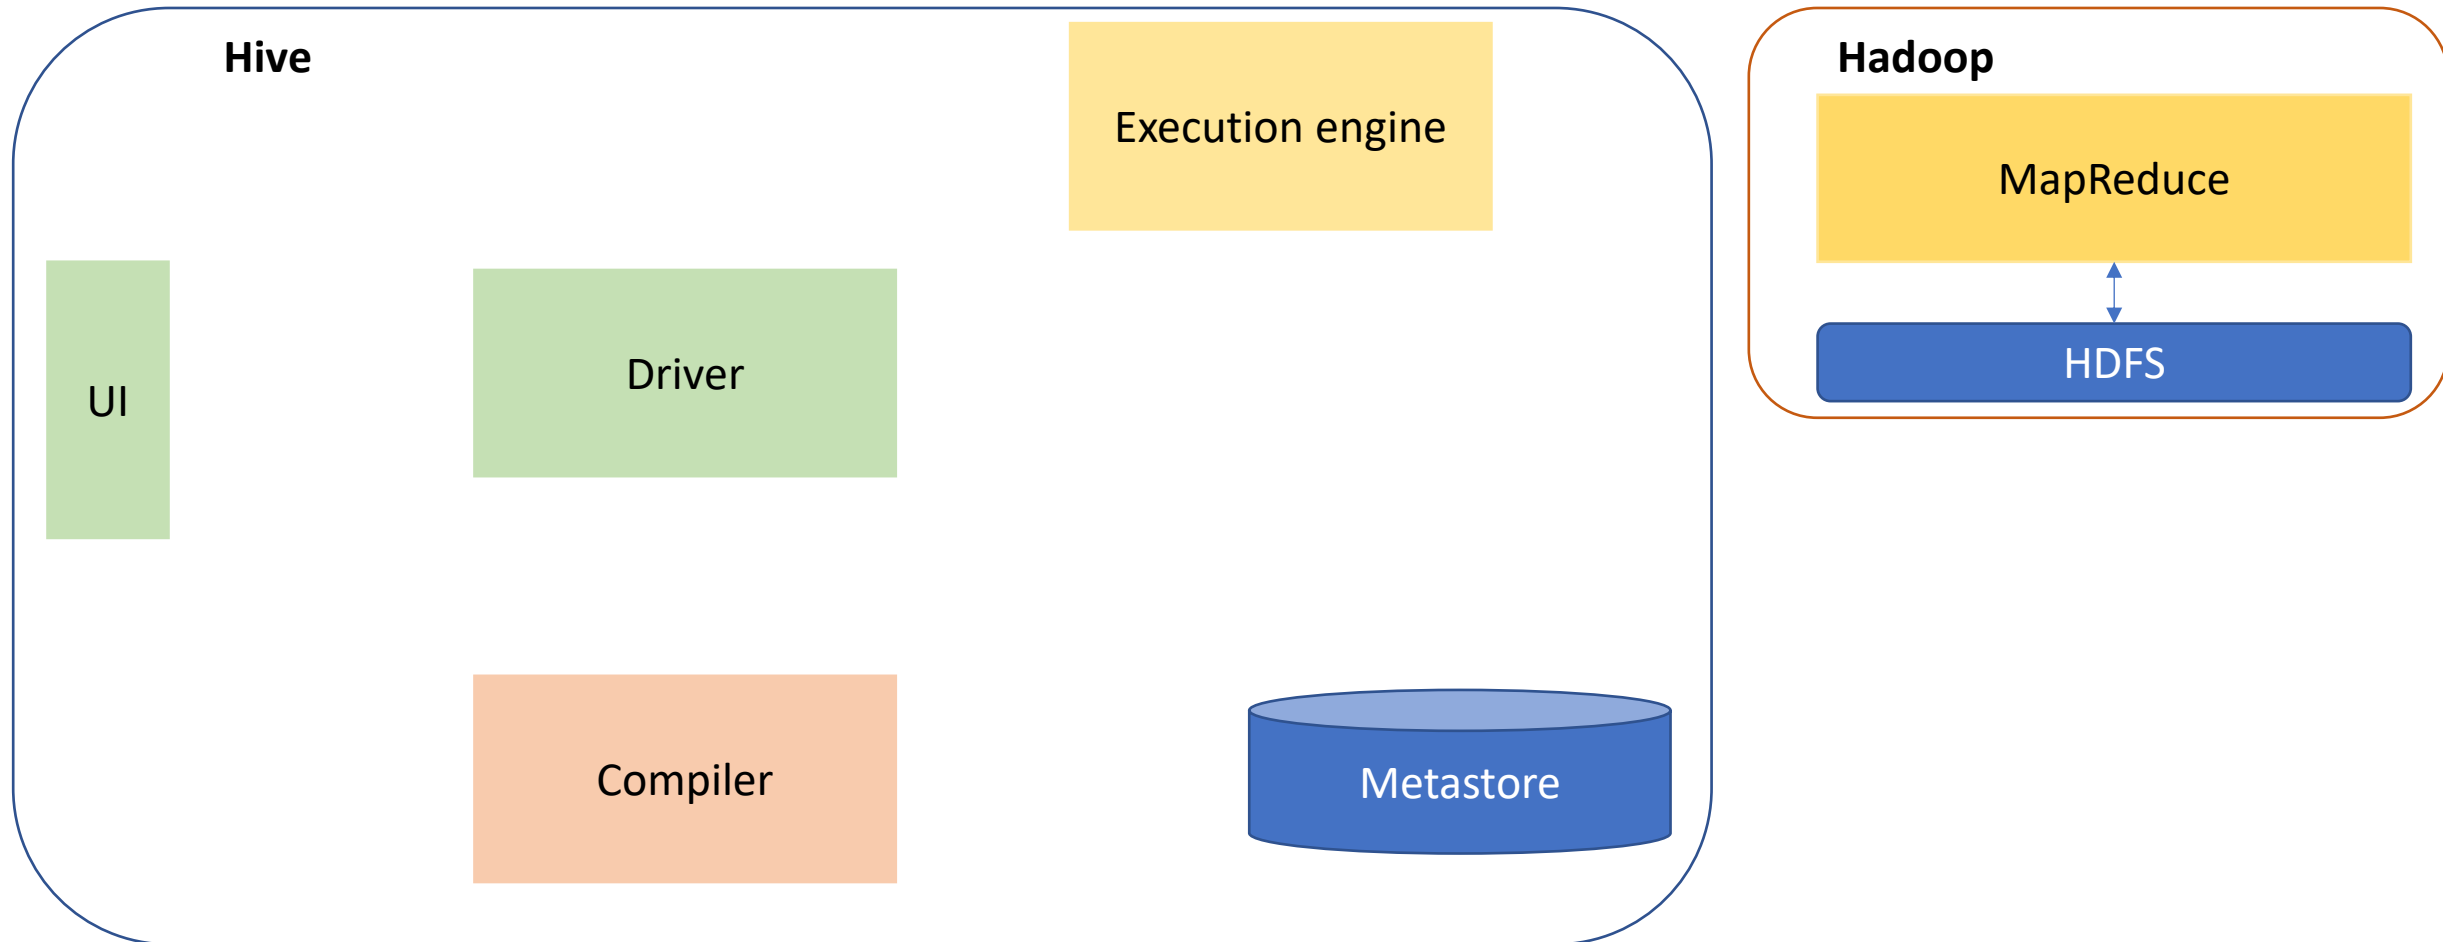 Hive
Execution engine
UI
Driver
Compiler
Metastore
Hadoop
MapReduce
HDFS